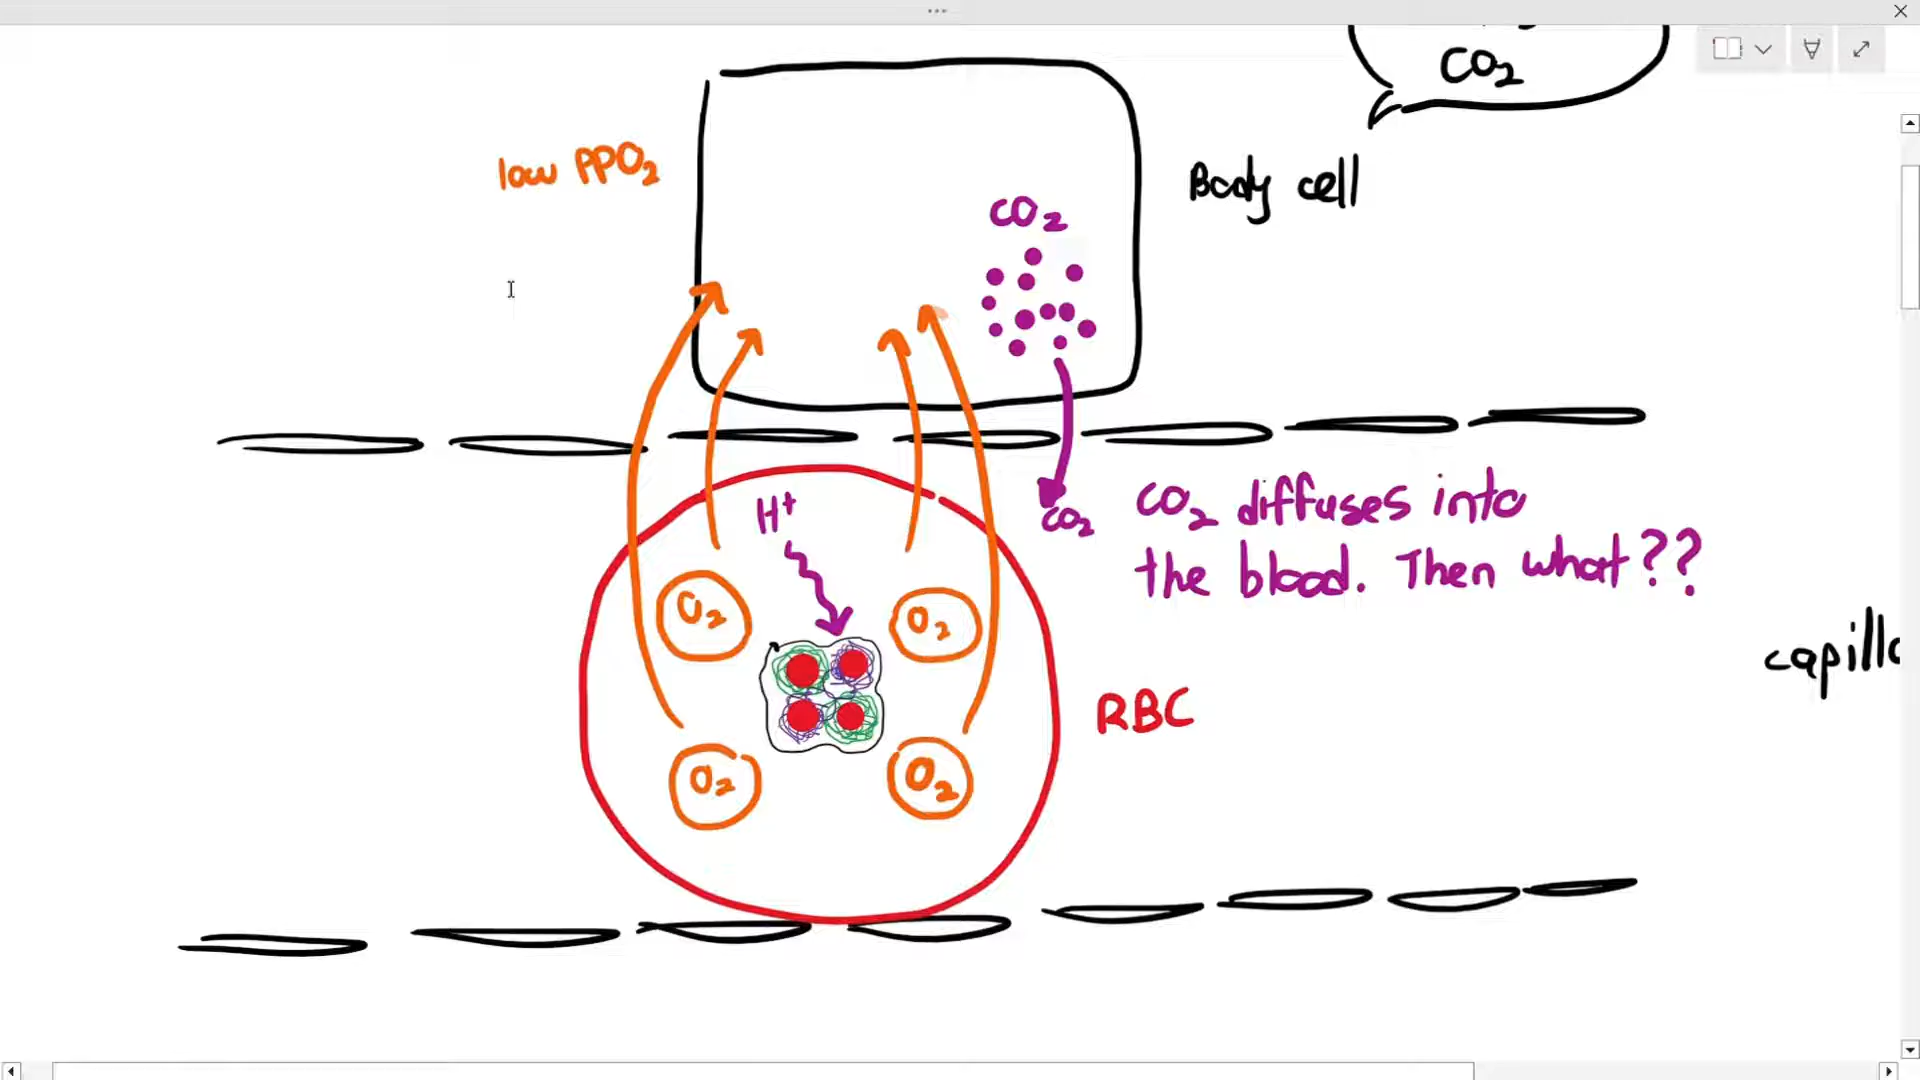 CO2
low PPO2
Body cell
CO2
CO2 diffuses into
the blood. Then what??
H+
CO2
O2
O2
RBC
O2
O2